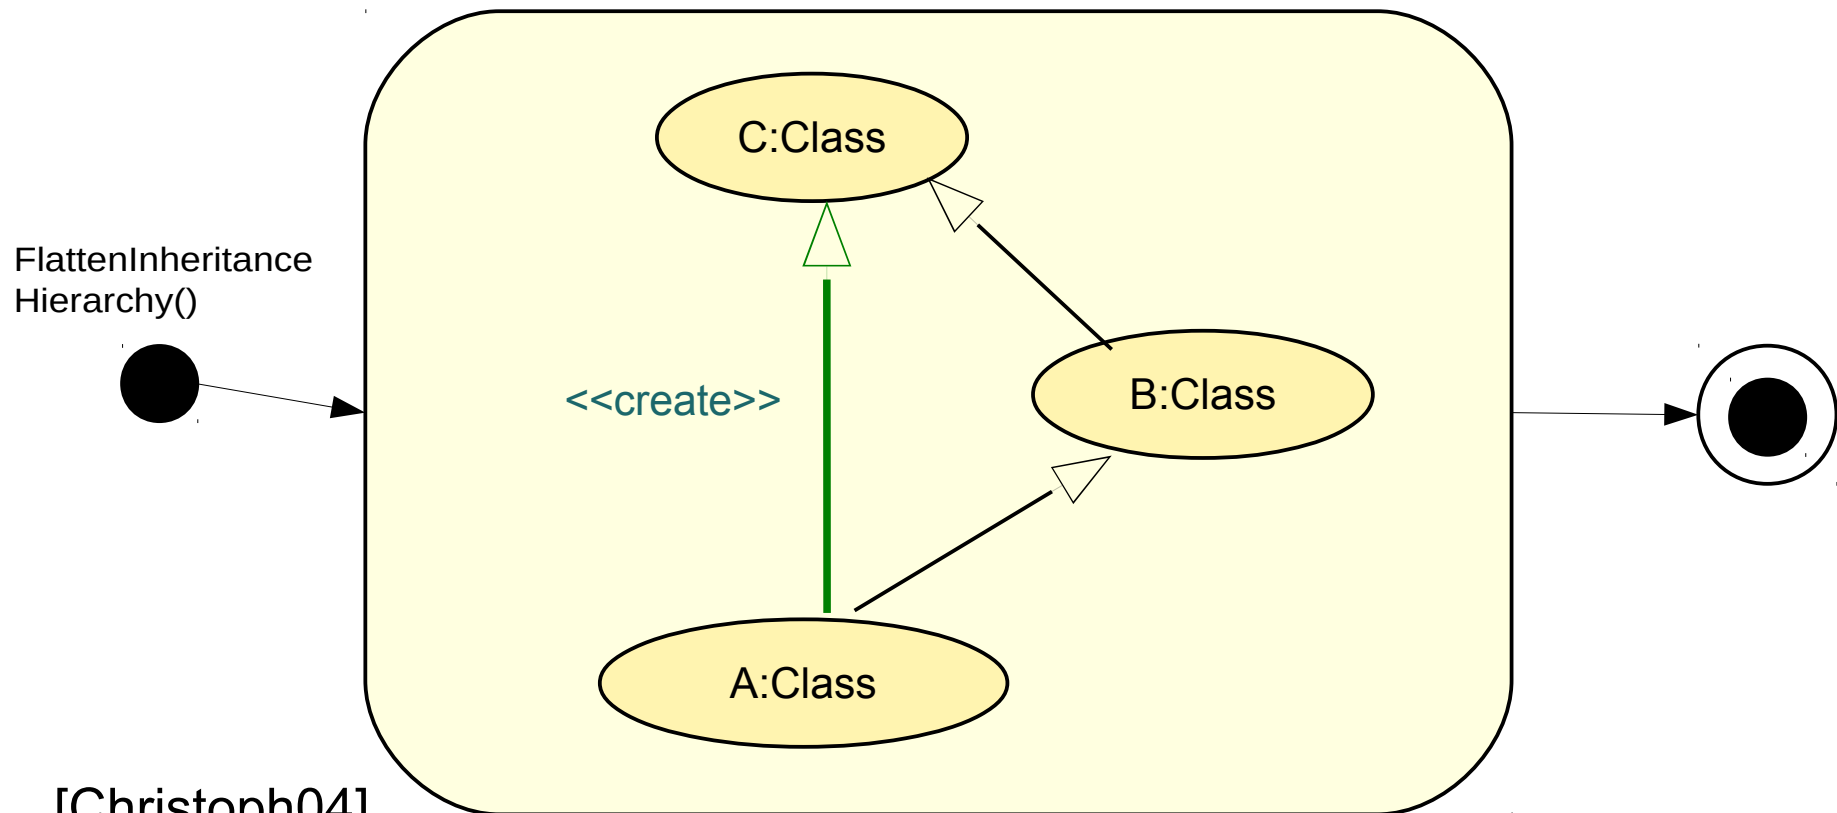 C:Class
FlattenInheritance
Hierarchy()
<<create>>
B:Class
A:Class
[Christoph04]